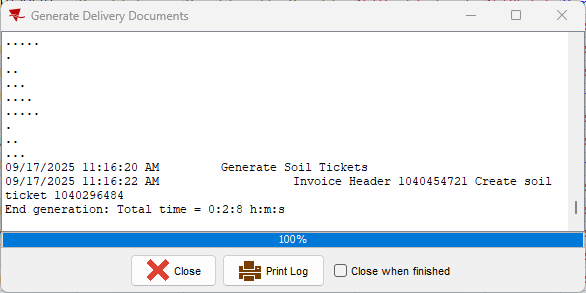 Generate Delivery Documents
.....
.
..
...
....
.....
.
..
...
09/17/2025 11:16:20 AM Generate Soil Tickets
09/17/2025 11:16:22 AM Invoice Header 1040454721 Create soil
ticket 1040296484
End generation: Total time = 0:2:8 h:m:s
100%
Close
Print Log
Close when finished